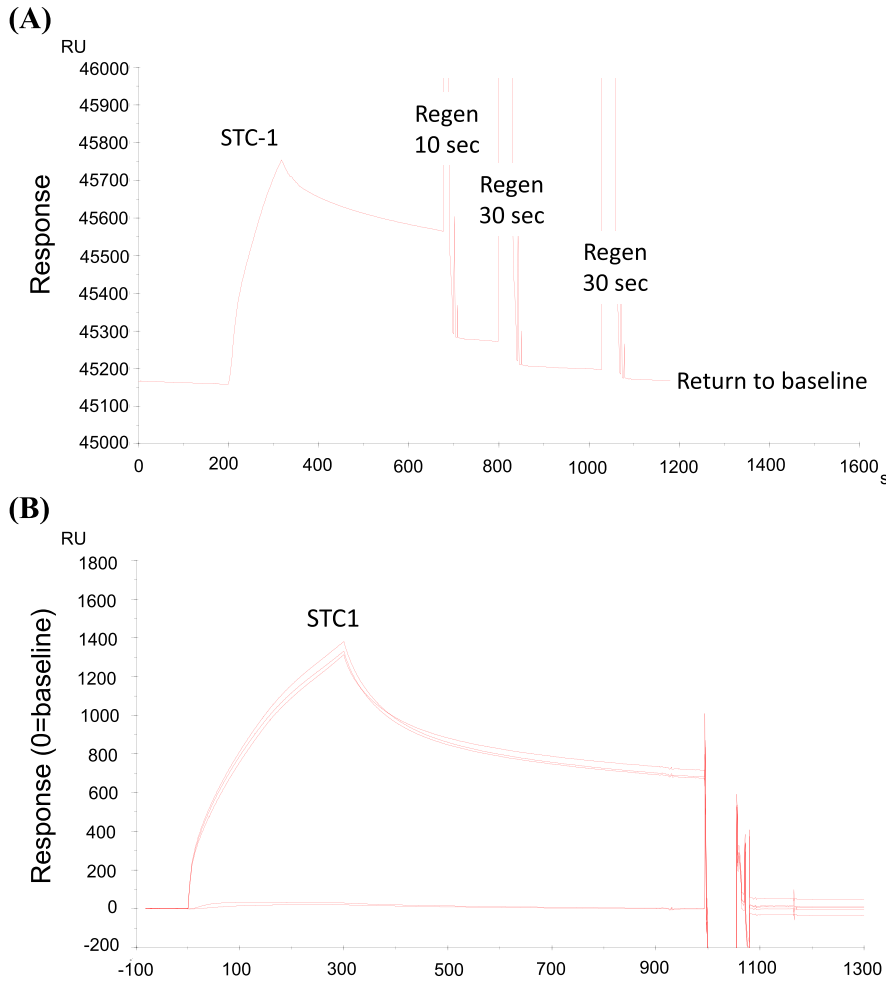 (A)
RU
46000
45900
45800
45700
45600
45500
45400
45300
45200
45100
45000
Response
STC-1
Regen
10 sec
Regen
30 sec
Regen
30 sec
Return to baseline
0
200
400
600
800
1000
1200
1400
1600
s
(B)
RU
1800
1600
1400
1200
1000
800
600
400
200
0
-200
Response (0=baseline)
STC1
-100
100
300
500
700
900
1100
1300